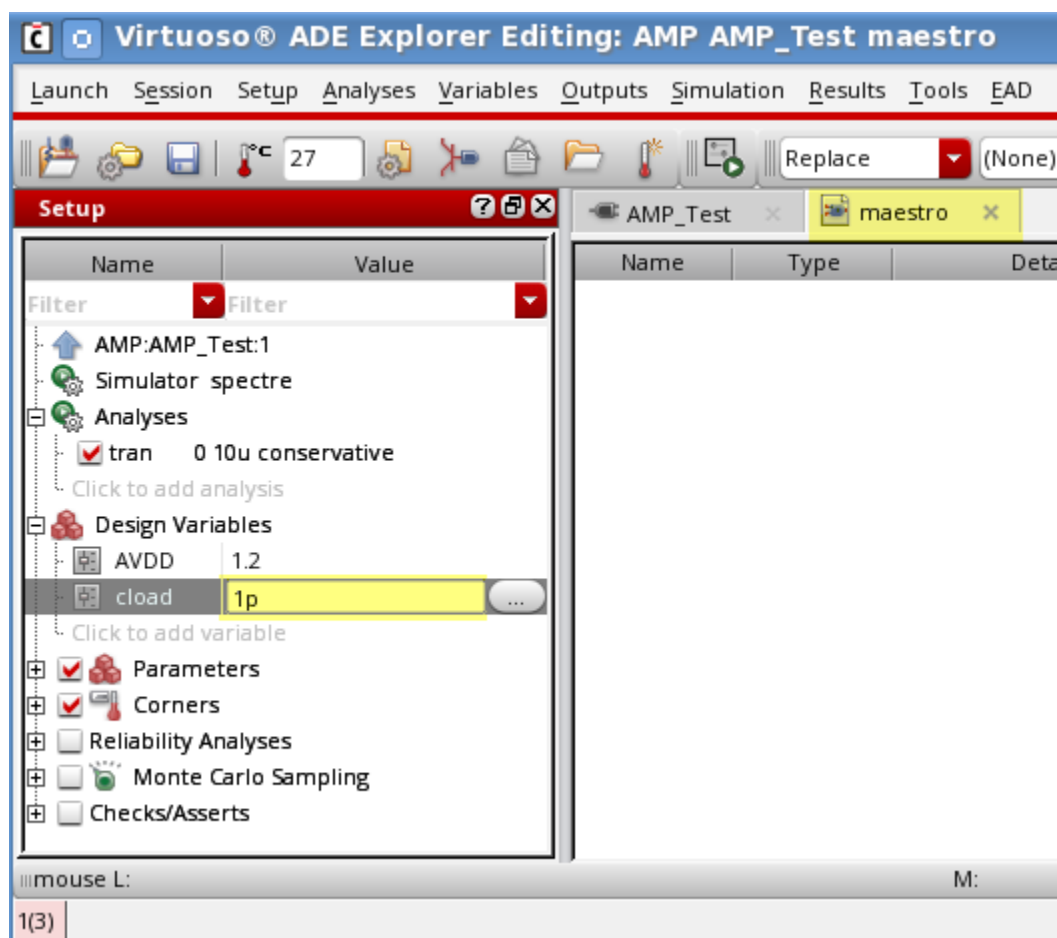 Virtuoso® ADE Explorer Editing: AMP AMP_Test maestro
Launch Session Setup Analyses Variables Outputs Simulation Results Tools EAD
°C 27 Replace (None)
Setup
AMP_Test maestro
Name Value
Name Type Deta
Filter Filter
AMP:AMP_Test:1
Simulator spectre
Analyses
tran 0 10u conservative
Click to add analysis
Design Variables
AVDD 1.2
cload 1p ...
Click to add variable
Parameters
Corners
Reliability Analyses
Monte Carlo Sampling
Checks/Asserts
mouse L: M:
1(3)